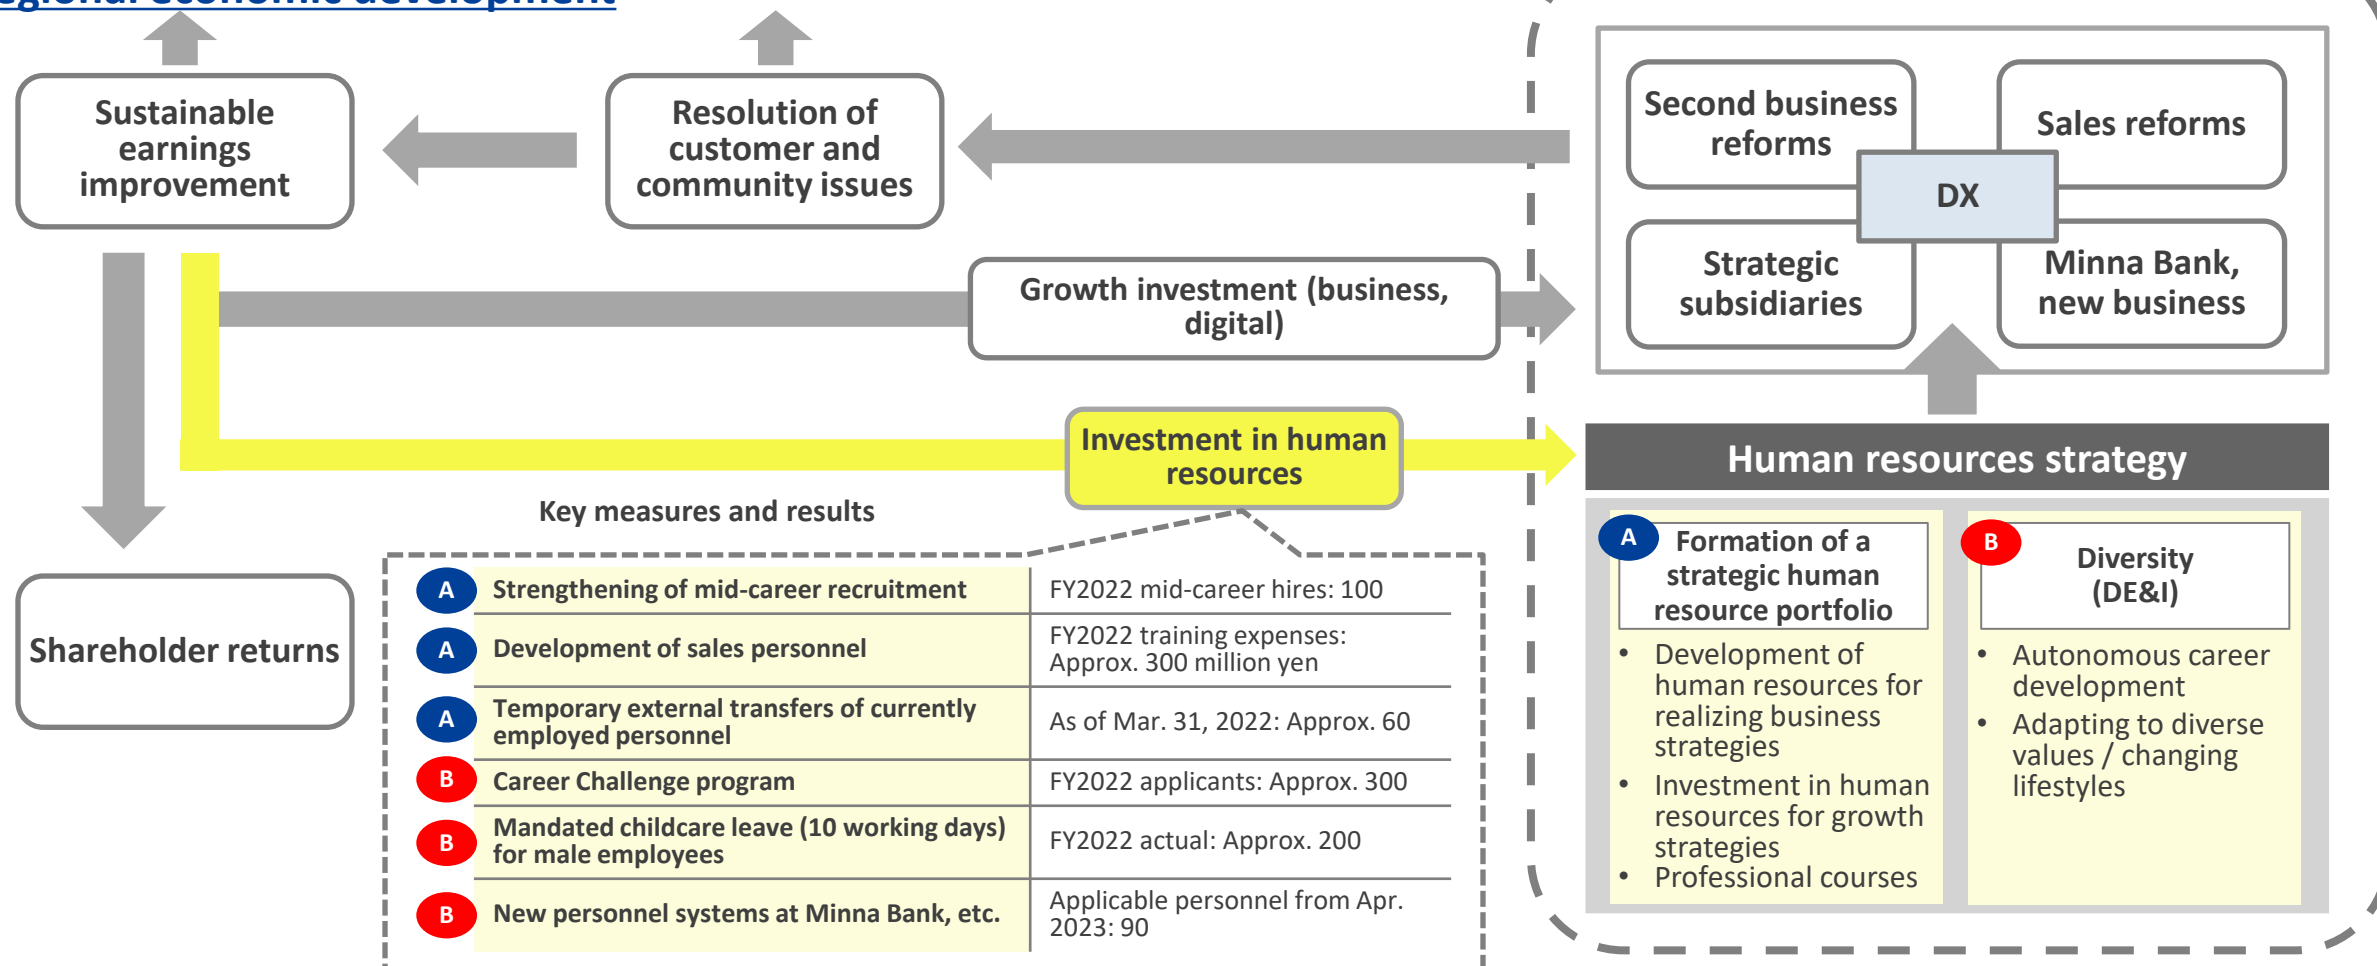 regional economic development
Sustainable
earnings
improvement
Resolution of
customer and
community issues
Second business
reforms
Sales reforms
DX
Strategic
subsidiaries
Minna Bank,
new business
Growth investment (business,
digital)
Investment in human
resources
Shareholder returns
Key measures and results
A Strengthening of mid-career recruitment FY2022 mid-career hires: 100
A Development of sales personnel FY2022 training expenses:
Approx. 300 million yen
A Temporary external transfers of currently
employed personnel As of Mar. 31, 2022: Approx. 60
B Career Challenge program FY2022 applicants: Approx. 300
B Mandated childcare leave (10 working days)
for male employees FY2022 actual: Approx. 200
B New personnel systems at Minna Bank, etc. Applicable personnel from Apr.
2023: 90
Human resources strategy
A Formation of a
strategic human
resource portfolio
• Development of
human resources for
realizing business
strategies
• Investment in human
resources for growth
strategies
• Professional courses
B Diversity
(DE&I)
• Autonomous career
development
• Adapting to diverse
values / changing
lifestyles